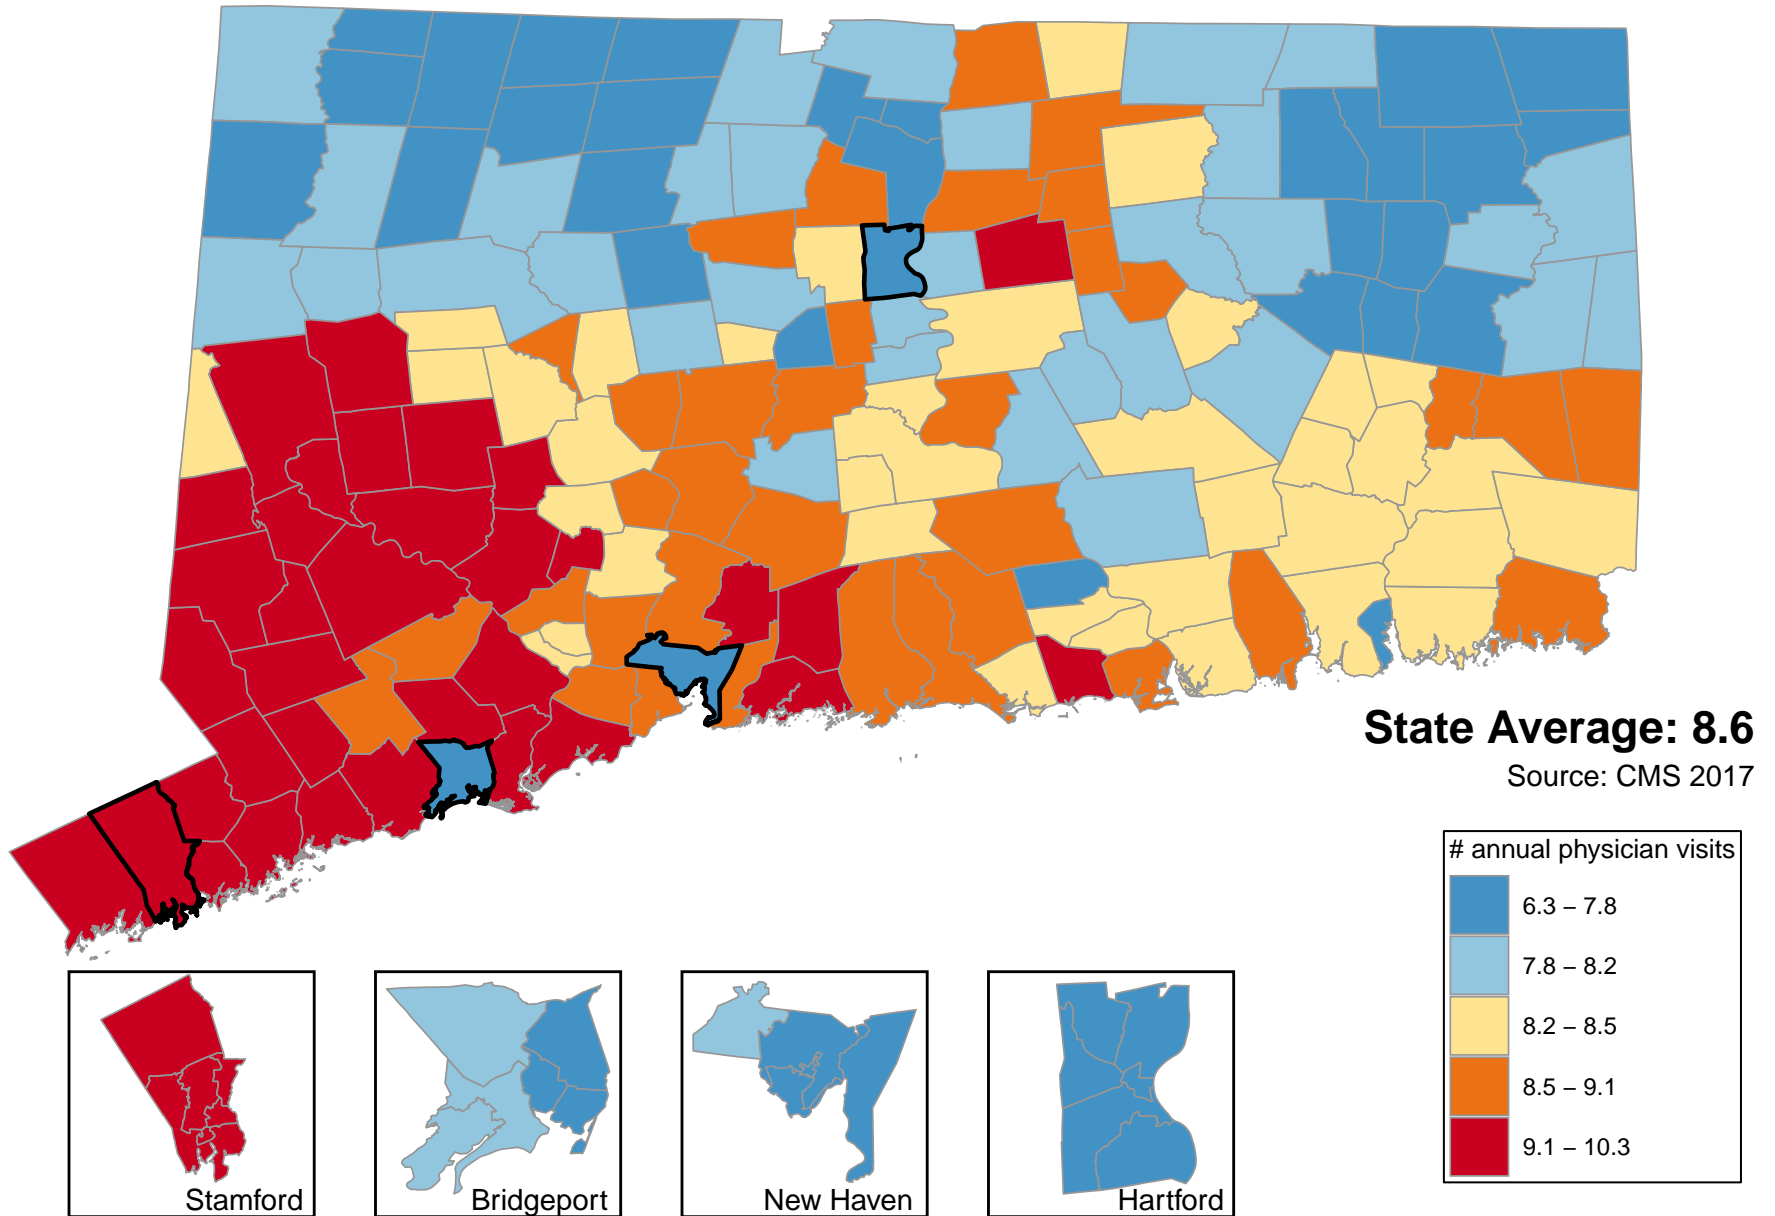 State Average: 8.6
Source: CMS 2017
# annual physician visits
6.3 – 7.8
7.8 – 8.2
8.2 – 8.5
8.5 – 9.1
9.1 – 10.3
Stamford
Bridgeport
New Haven
Hartford